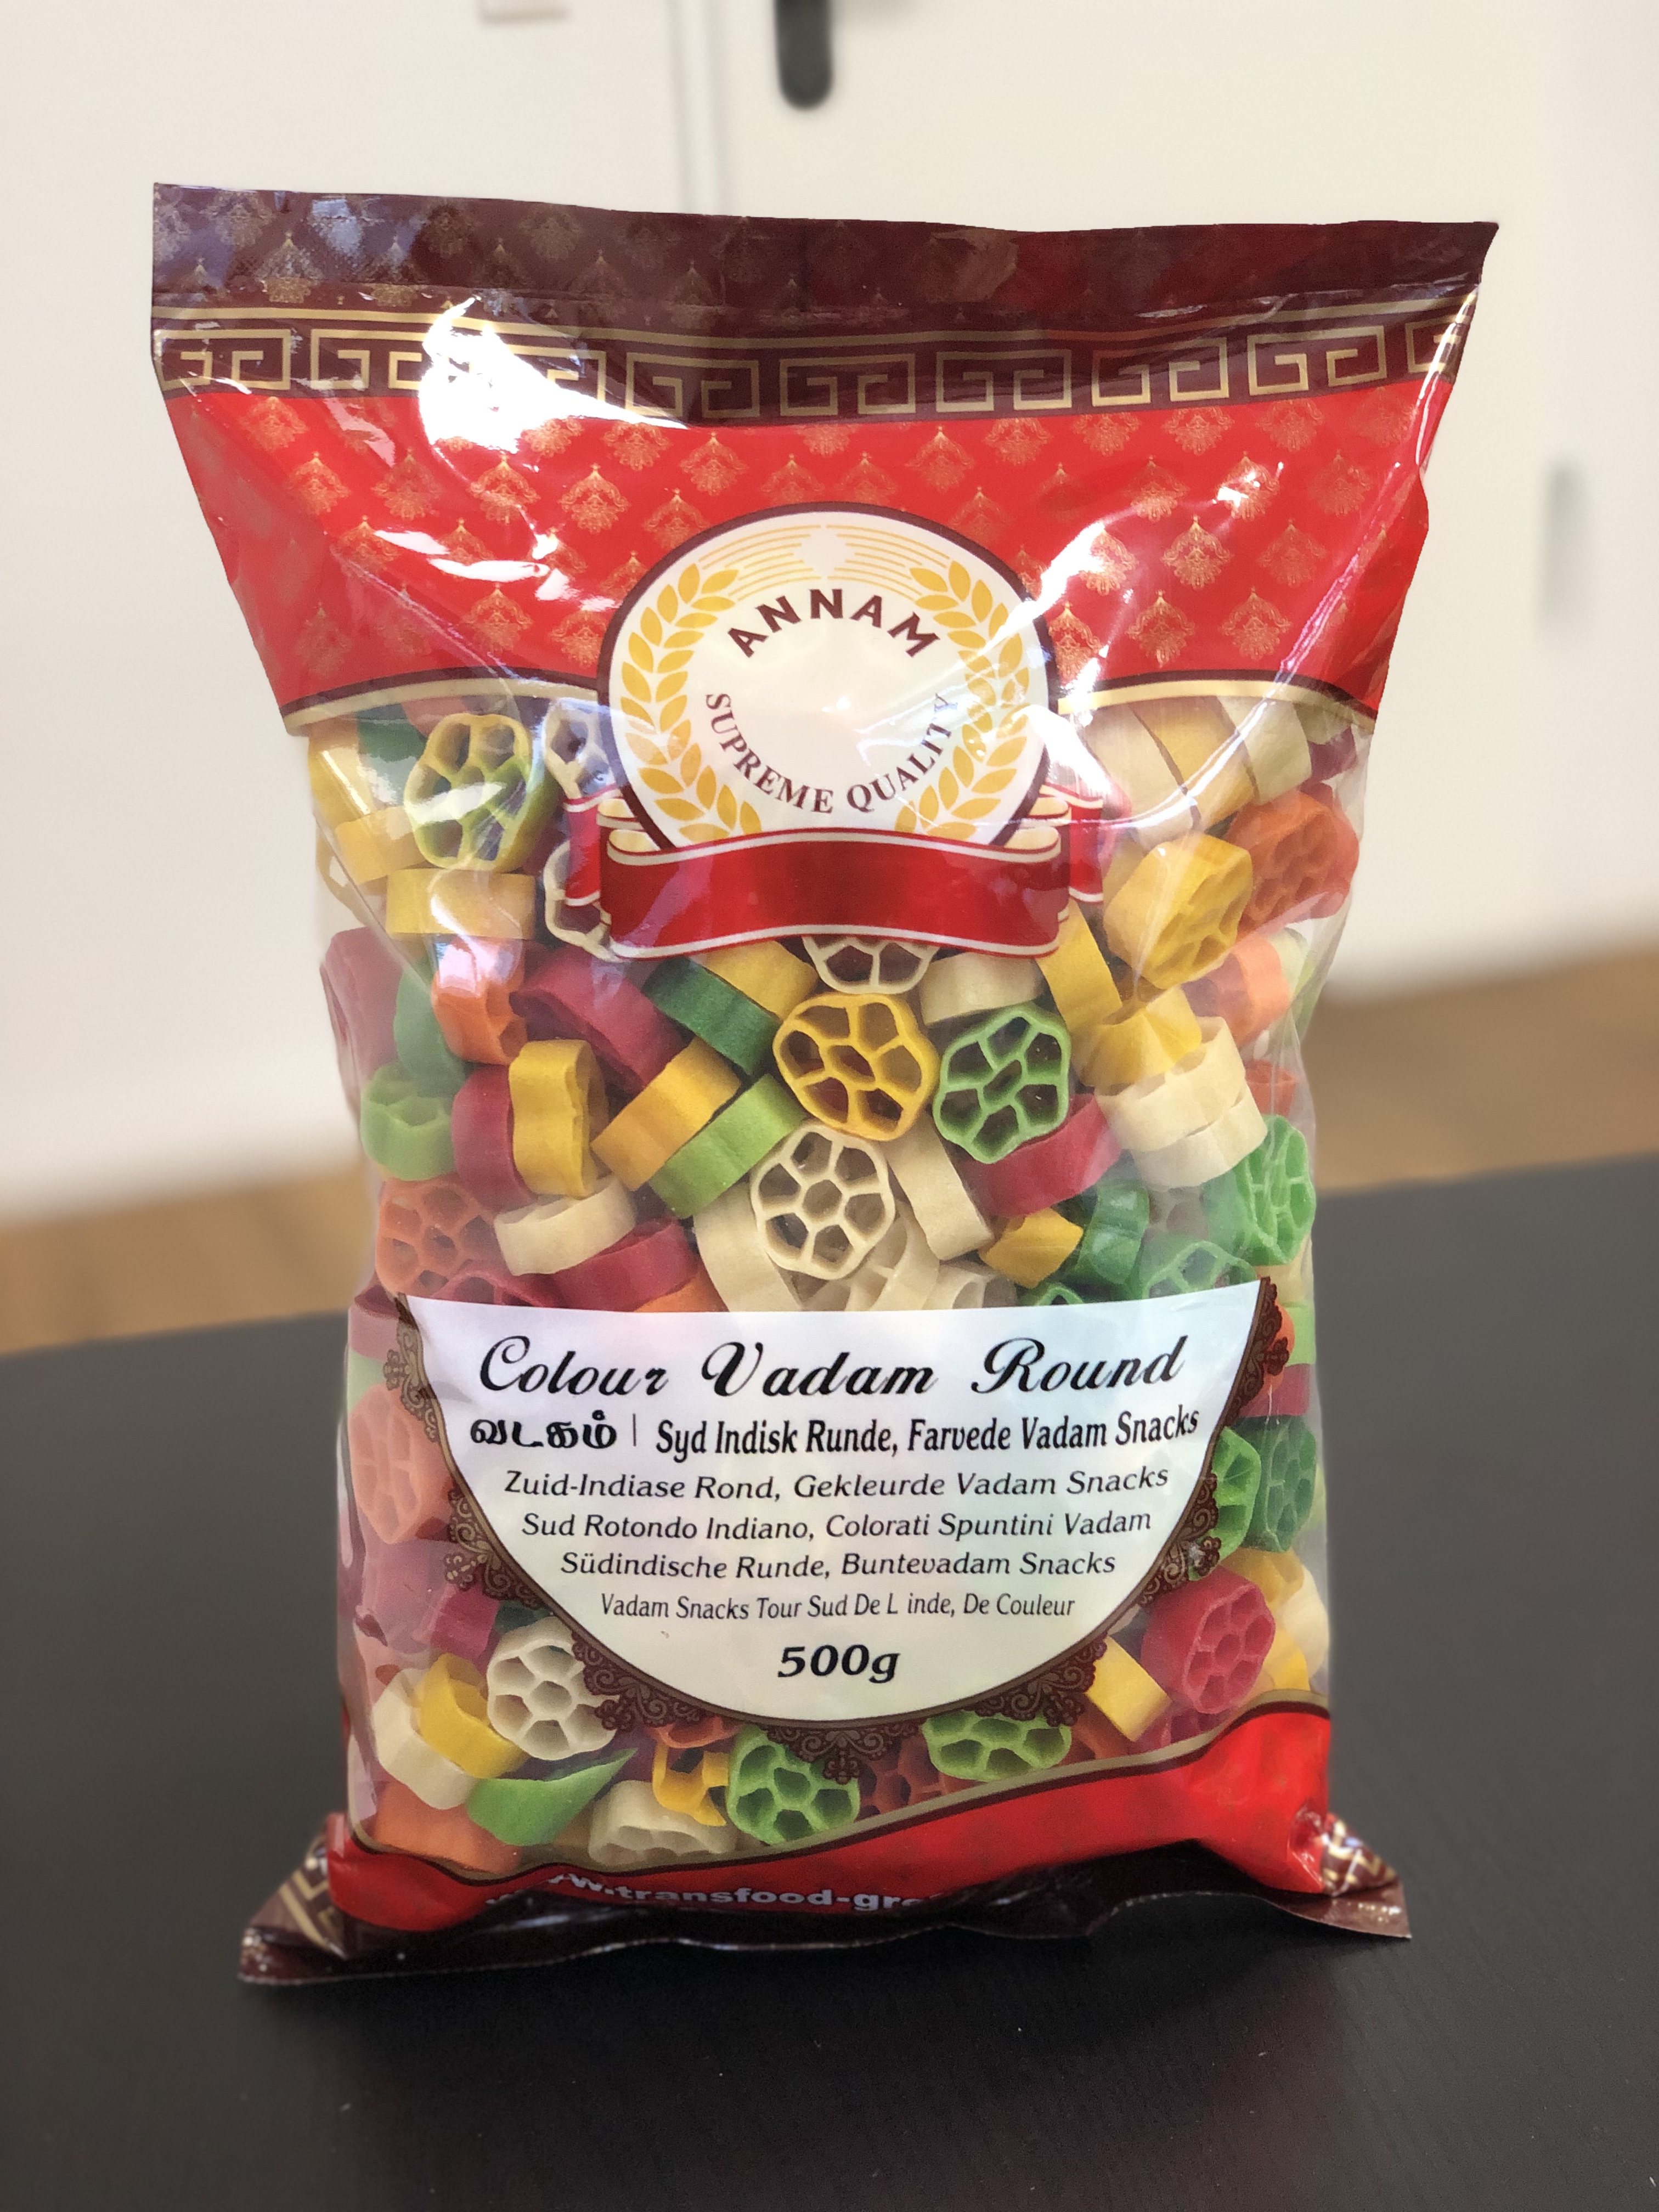 ANNAM
SUPREME QUALITY
Colour Vadam Round
வடகம் | Syd Indisk Runde, Farvede Vadam Snacks
Zuid-Indiase Rond, Gekleurde Vadam Snacks
Sud Rotondo Indiano, Colorati Spuntini Vadam
Südindische Runde, Buntevadam Snacks
Vadam Snacks Tour Sud De L inde, De Couleur
500g
w.transfood-gr